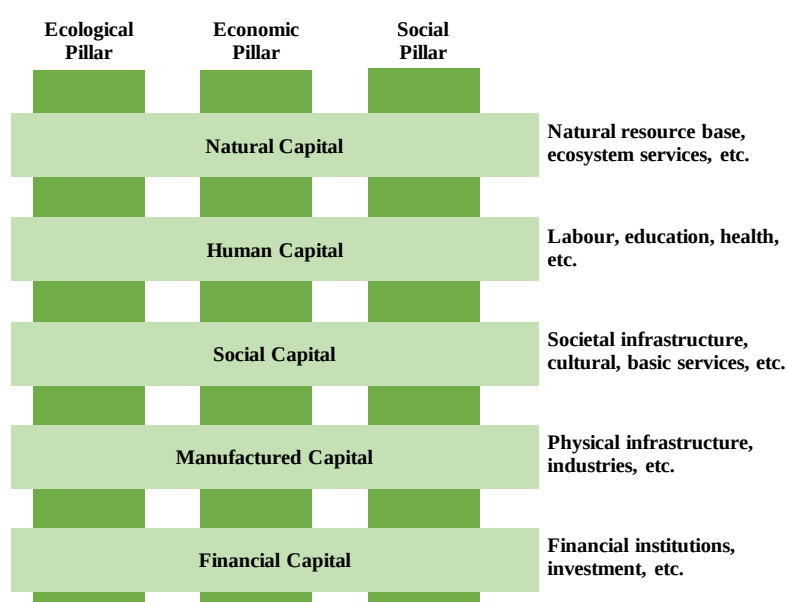 Ecological
Pillar
Economic
Pillar
Social
Pillar
Natural Capital
Natural resource base,
ecosystem services, etc.
Human Capital
Labour, education, health,
etc.
Social Capital
Societal infrastructure,
cultural, basic services, etc.
Manufactured Capital
Physical infrastructure,
industries, etc.
Financial Capital
Financial institutions,
investment, etc.